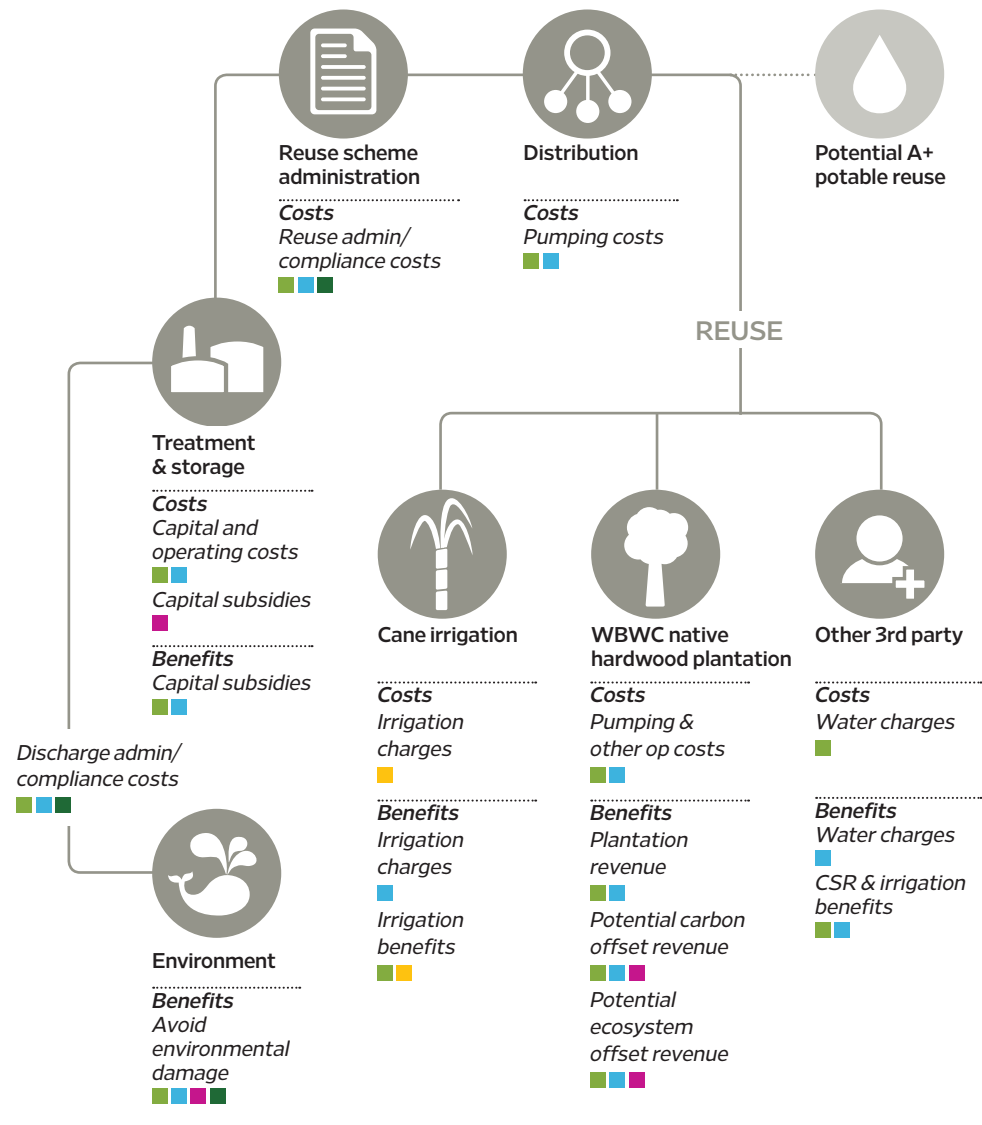 Reuse scheme
administration
Costs
Reuse admin/
compliance costs
Distribution
Costs
Pumping costs
Potential A+
potable reuse
REUSE
Treatment
& storage
Costs
Capital and
operating costs
Capital subsidies
Benefits
Capital subsidies
Discharge admin/
compliance costs
Environment
Benefits
Avoid
environmental
damage
Cane irrigation
Costs
Irrigation
charges
Benefits
Irrigation
charges
Irrigation
benefits
WBWC native
hardwood plantation
Costs
Pumping &
other op costs
Benefits
Plantation
revenue
Potential carbon
offset revenue
Potential
ecosystem
offset revenue
Other 3rd party
Costs
Water charges
Benefits
Water charges
CSR & irrigation
benefits